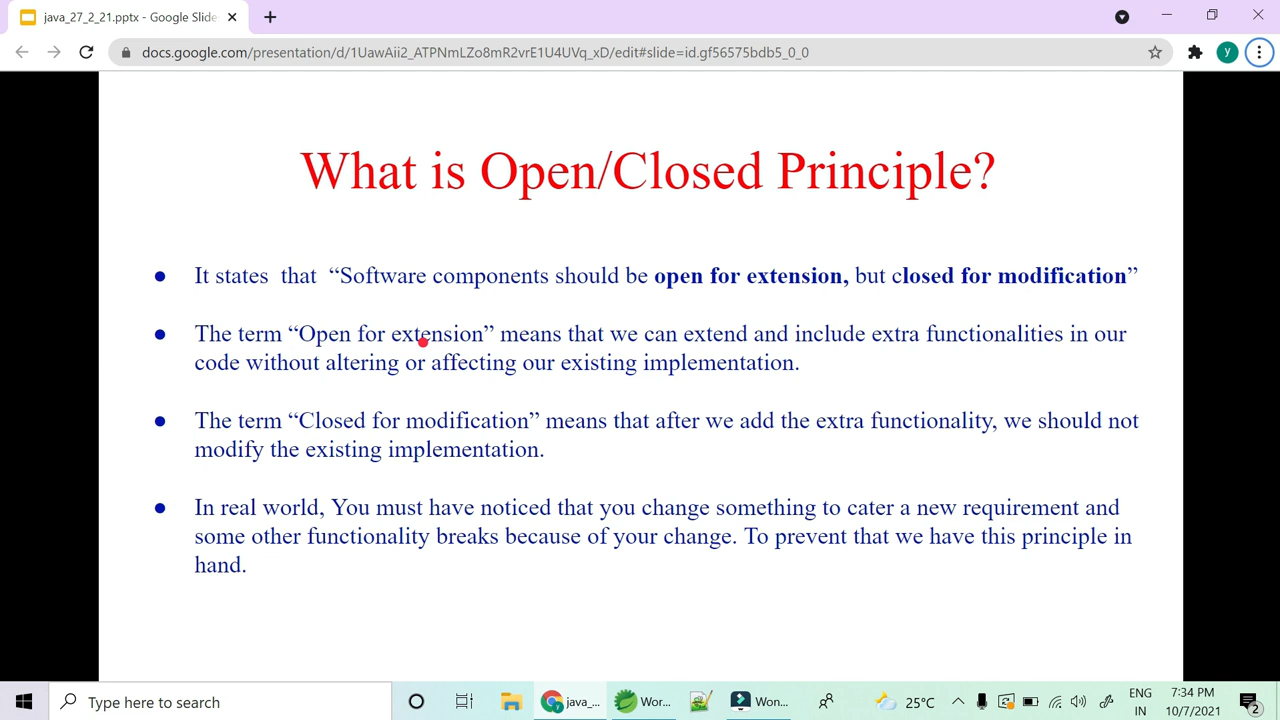 java_27_2_21.pptx - Google Slide
docs.google.com/presentation/d/1UawAii2_ATPNmLZo8mR2vrE1U4UVq_xD/edit#slide=id.gf56575bdb5_0_0
y
What is Open/Closed Principle?
● It states that “Software components should be open for extension, but closed for modification”
● The term “Open for extension” means that we can extend and include extra functionalities in our
code without altering or affecting our existing implementation.
● The term “Closed for modification” means that after we add the extra functionality, we should not
modify the existing implementation.
● In real world, You must have noticed that you change something to cater a new requirement and
some other functionality breaks because of your change. To prevent that we have this principle in
hand.
Type here to search
java_...
Wor...
Won...
25°C
ENG
IN
7:34 PM
10/7/2021
2